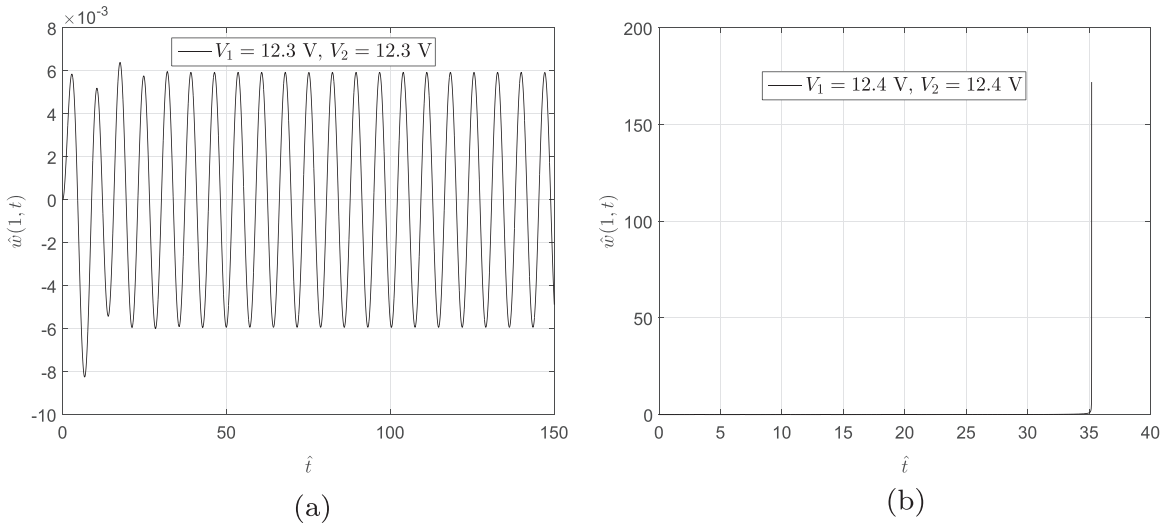 ×10⁻³
V₁ = 12.3 V, V₂ = 12.3 V
8
6
4
2
0
-2
-4
-6
-8
-10
ŵ(1, t)
0 50 100 150
t̂
(a)
V₁ = 12.4 V, V₂ = 12.4 V
200
150
100
50
0
ŵ(1, t)
0 5 10 15 20 25 30 35 40
t̂
(b)